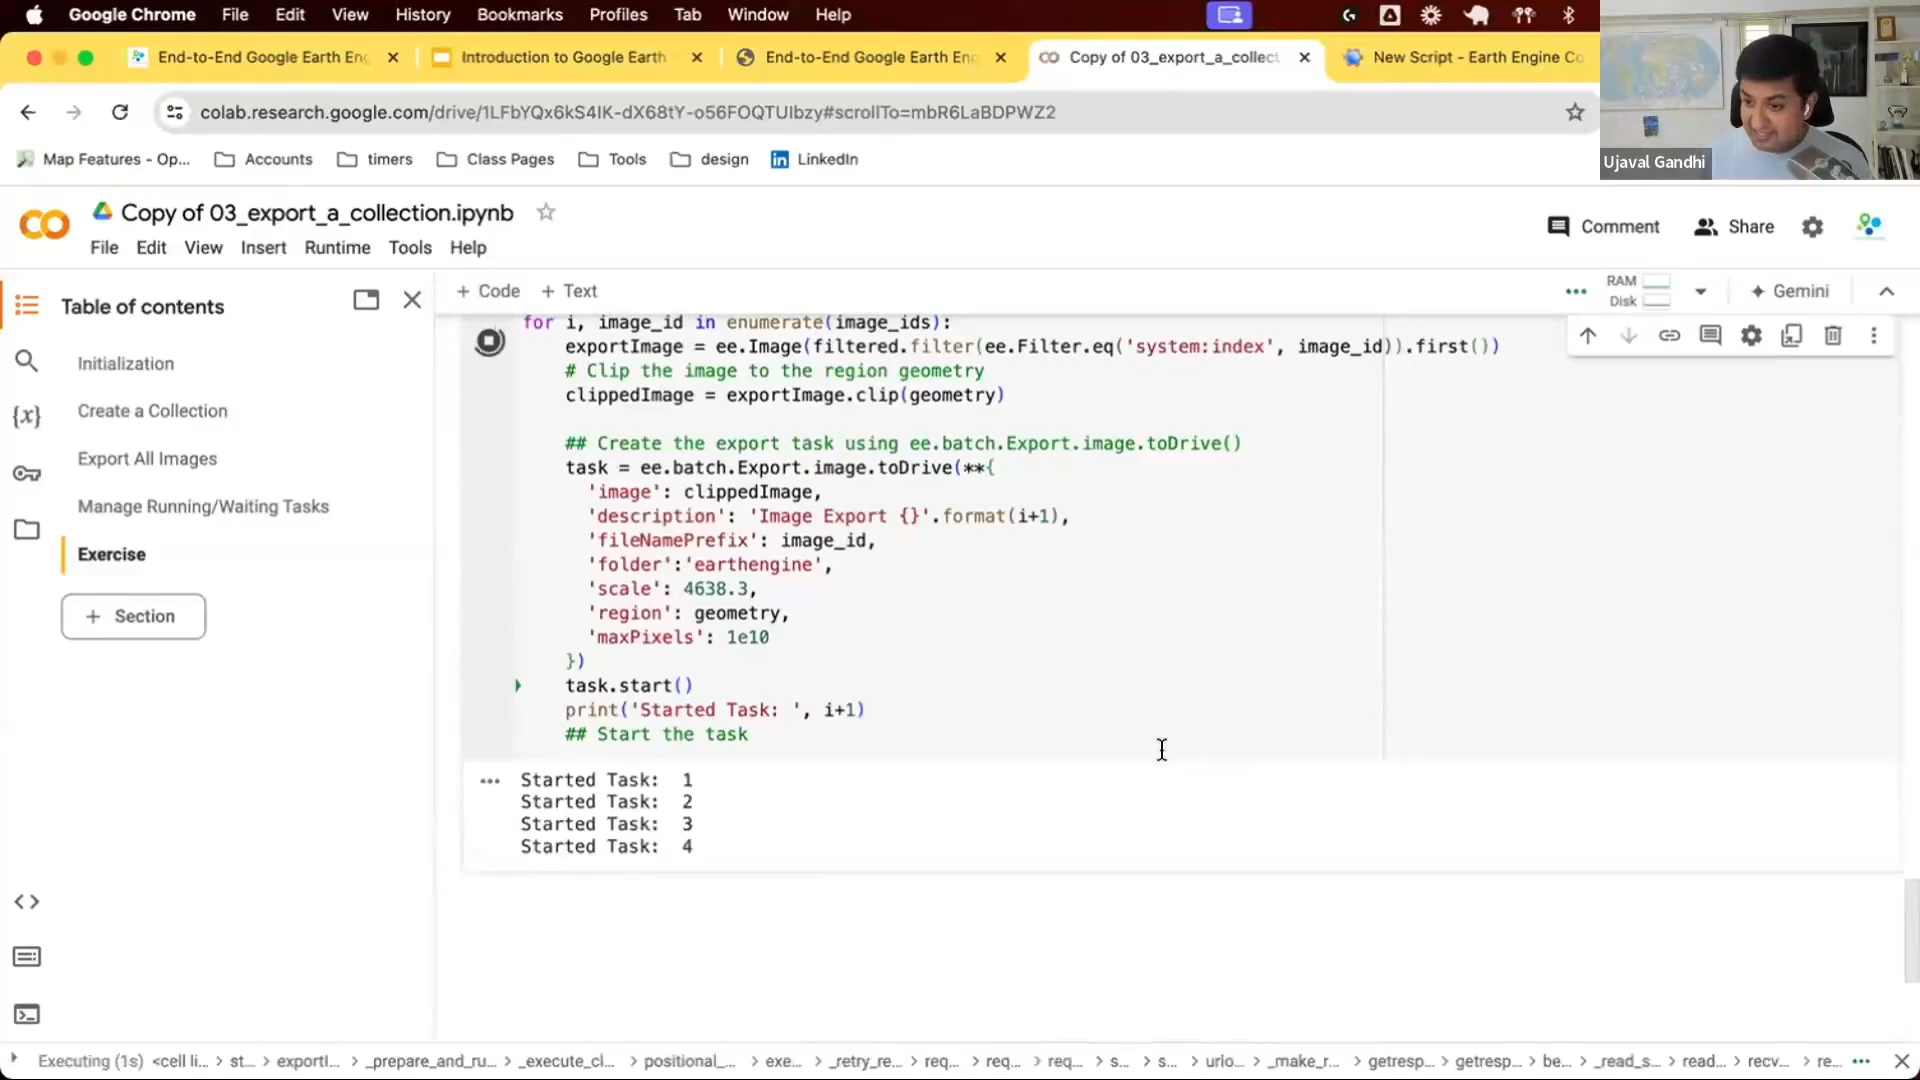 Google Chrome File Edit View History Bookmarks Profiles Tab Window Help
End-to-End Google Earth Eng
Introduction to Google Earth
End-to-End Google Earth Eng
Copy of 03_export_a_collect
New Script - Earth Engine Co
colab.research.google.com/drive/1LFbYQx6kS4IK-dX68tY-o56FOQTUIbzy#scrollTo=mbR6LaBDPWZ2
Map Features - Op...
Accounts
timers
Class Pages
Tools
design
LinkedIn
Ujaval Gandhi
Copy of 03_export_a_collection.ipynb
File Edit View Insert Runtime Tools Help
Comment
Share
Table of contents
Initialization
Create a Collection
Export All Images
Manage Running/Waiting Tasks
Exercise
+ Section
+ Code + Text
RAM
Disk
Gemini
for i, image_id in enumerate(image_ids):
exportImage = ee.Image(filtered.filter(ee.Filter.eq('system:index', image_id)).first())
# Clip the image to the region geometry
clippedImage = exportImage.clip(geometry)
## Create the export task using ee.batch.Export.image.toDrive()
task = ee.batch.Export.image.toDrive(**{
'image': clippedImage,
'description': 'Image Export {}'.format(i+1),
'fileNamePrefix': image_id,
'folder':'earthengine',
'scale': 4638.3,
'region': geometry,
'maxPixels': 1e10
})
task.start()
print('Started Task: ', i+1)
## Start the task
Started Task: 1
Started Task: 2
Started Task: 3
Started Task: 4
Executing (1s) <cell li... > st... > exportI... > _prepare_and_ru... > _execute_cl... > positional_... > exe... > _retry_re... > req... > req... > req... > s... > s... > urlo... > _make_r... > getresp... > getresp... > be... > _read_s... > read... > recv... > re... •••